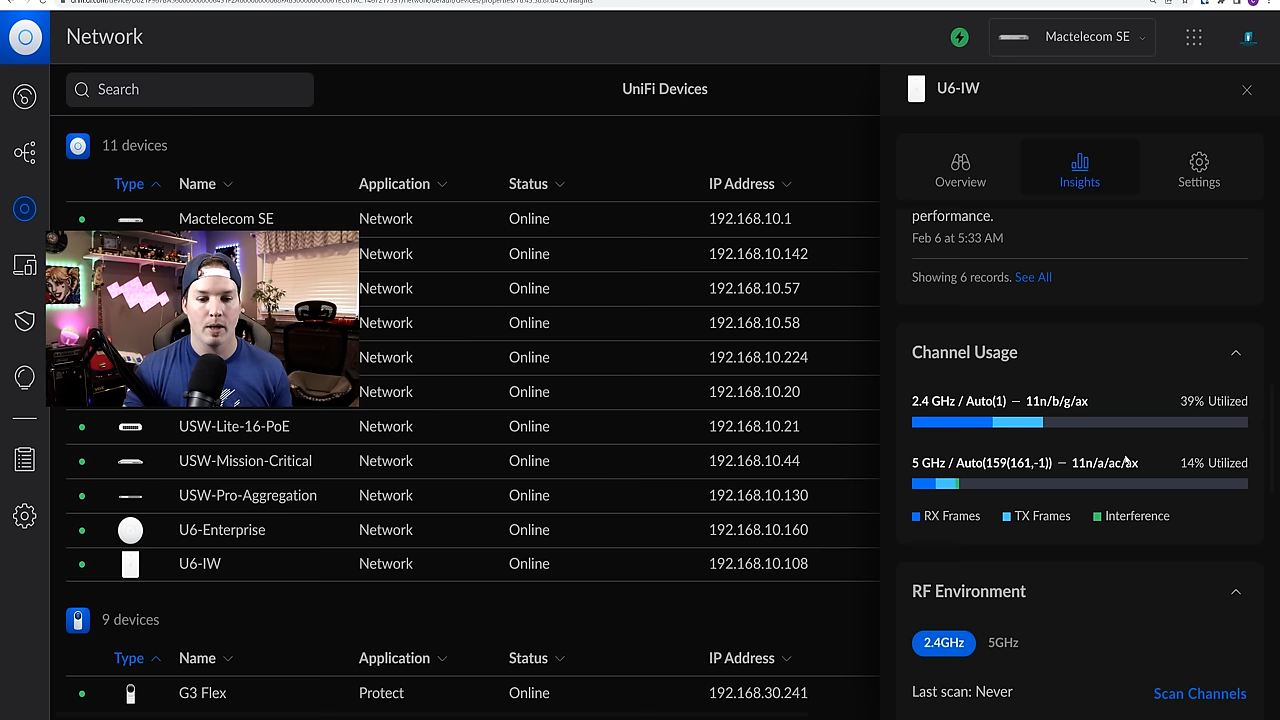 Network
Mactelecom SE
Search
UniFi Devices
U6-IW
11 devices
Overview
Insights
Settings
Type Name Application Status IP Address
performance.
Mactelecom SE Network Online 192.168.10.1
Feb 6 at 5:33 AM
Network Online 192.168.10.142
Showing 6 records. See All
Network Online 192.168.10.57
Network Online 192.168.10.58
Channel Usage
Network Online 192.168.10.224
Network Online 192.168.10.20
2.4 GHz / Auto(1) — 11n/b/g/ax 39% Utilized
USW-Lite-16-PoE Network Online 192.168.10.21
USW-Mission-Critical Network Online 192.168.10.44
5 GHz / Auto(159(161,-1)) — 11n/a/ac/ax 14% Utilized
USW-Pro-Aggregation Network Online 192.168.10.130
RX Frames TX Frames Interference
U6-Enterprise Network Online 192.168.10.160
U6-IW Network Online 192.168.10.108
RF Environment
9 devices
2.4GHz 5GHz
Type Name Application Status IP Address
G3 Flex Protect Online 192.168.30.241
Last scan: Never Scan Channels